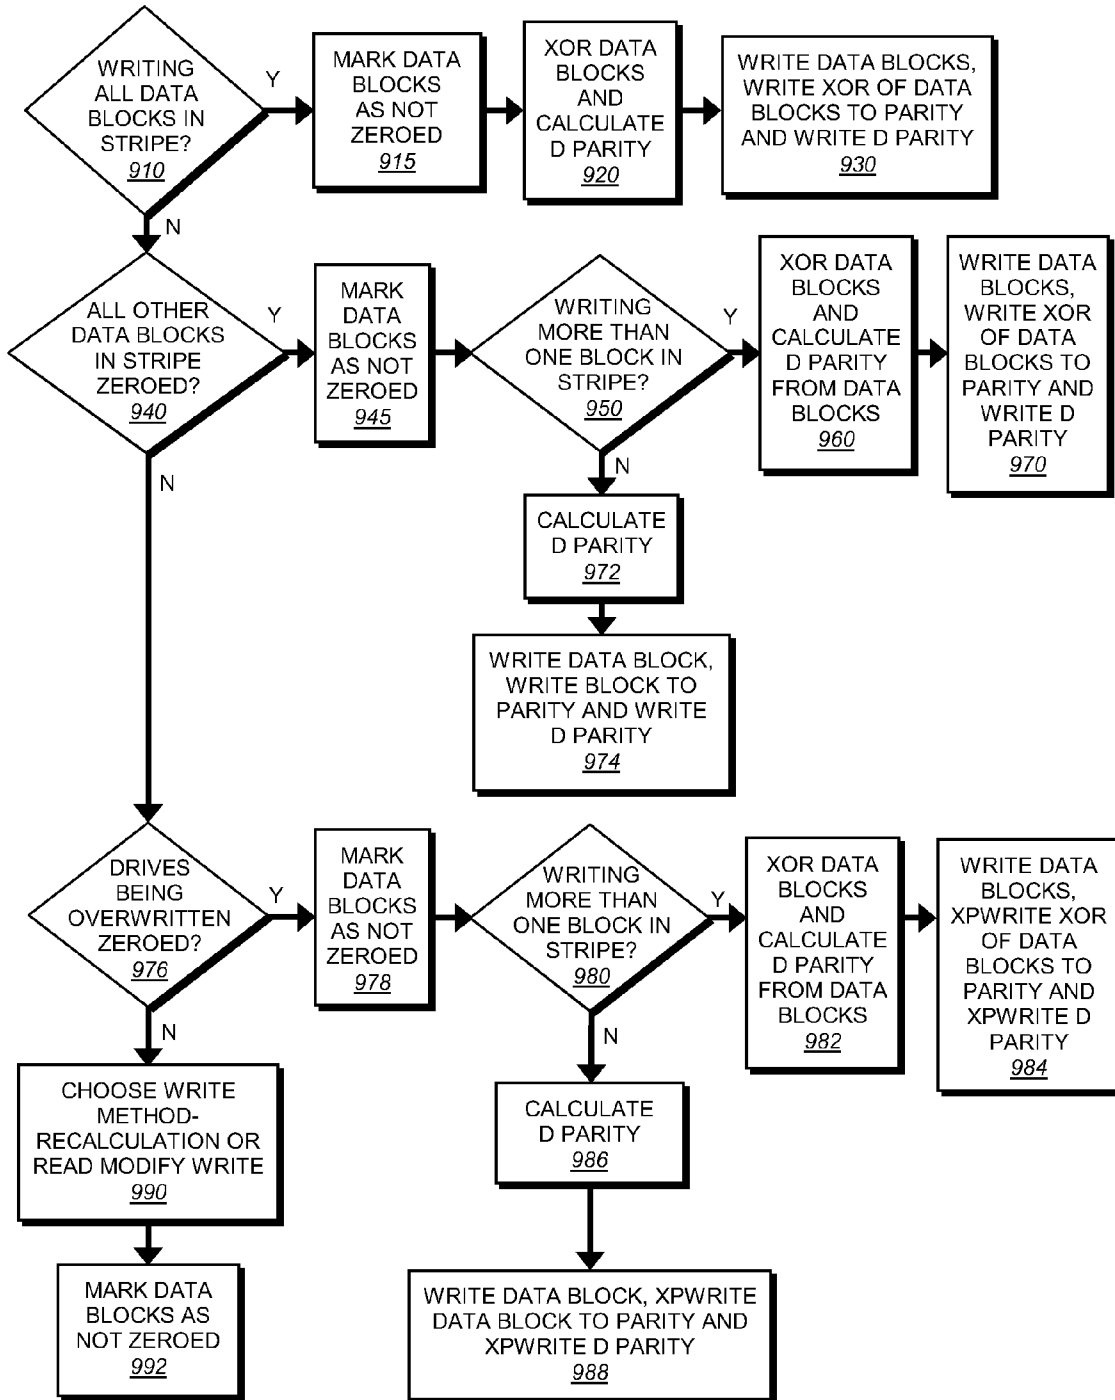 WRITING
ALL DATA
BLOCKS IN
STRIPE?
910
Y
N
MARK DATA
BLOCKS
AS NOT
ZEROED
915
XOR DATA
BLOCKS
AND
CALCULATE
D PARITY
920
WRITE DATA BLOCKS,
WRITE XOR OF DATA
BLOCKS TO PARITY
AND WRITE D PARITY
930
ALL OTHER
DATA BLOCKS
IN STRIPE
ZEROED?
940
Y
N
MARK
DATA
BLOCKS
AS NOT
ZEROED
945
WRITING
MORE THAN
ONE BLOCK IN
STRIPE?
950
Y
N
XOR DATA
BLOCKS
AND
CALCULATE
D PARITY
FROM DATA
BLOCKS
960
WRITE DATA
BLOCKS,
WRITE XOR
OF DATA
BLOCKS TO
PARITY AND
WRITE D
PARITY
970
CALCULATE
D PARITY
972
WRITE DATA BLOCK,
WRITE BLOCK TO
PARITY AND WRITE
D PARITY
974
DRIVES
BEING
OVERWRITTEN
ZEROED?
976
Y
N
MARK
DATA
BLOCKS
AS NOT
ZEROED
978
WRITING
MORE THAN
ONE BLOCK IN
STRIPE?
980
Y
N
XOR DATA
BLOCKS
AND
CALCULATE
D PARITY
FROM DATA
BLOCKS
982
WRITE DATA
BLOCKS,
XPWRITE XOR
OF DATA
BLOCKS TO
PARITY AND
XPWRITE D
PARITY
984
CHOOSE WRITE
METHOD-
RECALCULATION OR
READ MODIFY WRITE
990
CALCULATE
D PARITY
986
MARK DATA
BLOCKS AS
NOT ZEROED
992
WRITE DATA BLOCK, XPWRITE
DATA BLOCK TO PARITY AND
XPWRITE D PARITY
988